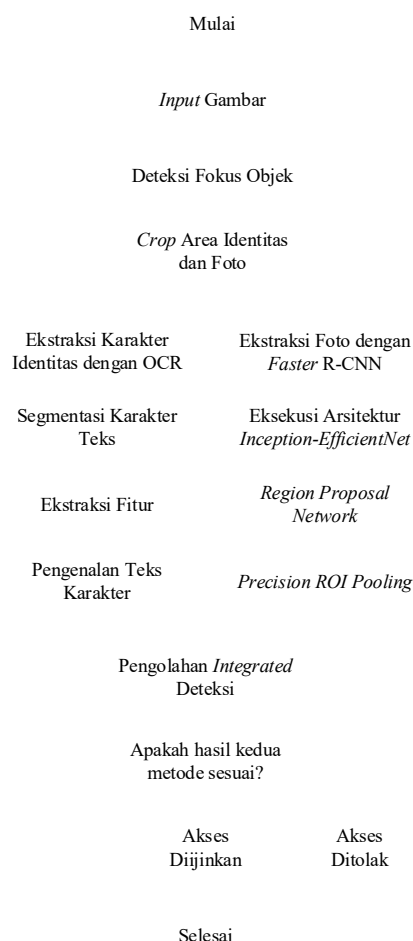 Mulai
Input Gambar
Deteksi Fokus Objek
Crop Area Identitas
dan Foto
Ekstraksi Karakter
Identitas dengan OCR
Ekstraksi Foto dengan
Faster R-CNN
Segmentasi Karakter
Teks
Eksekusi Arsitektur
Inception-EfficientNet
Ekstraksi Fitur
Region Proposal
Network
Pengenalan Teks
Karakter
Precision ROI Pooling
Pengolahan Integrated
Deteksi
Apakah hasil kedua
metode sesuai?
Akses
Diijinkan
Akses
Ditolak
Selesai